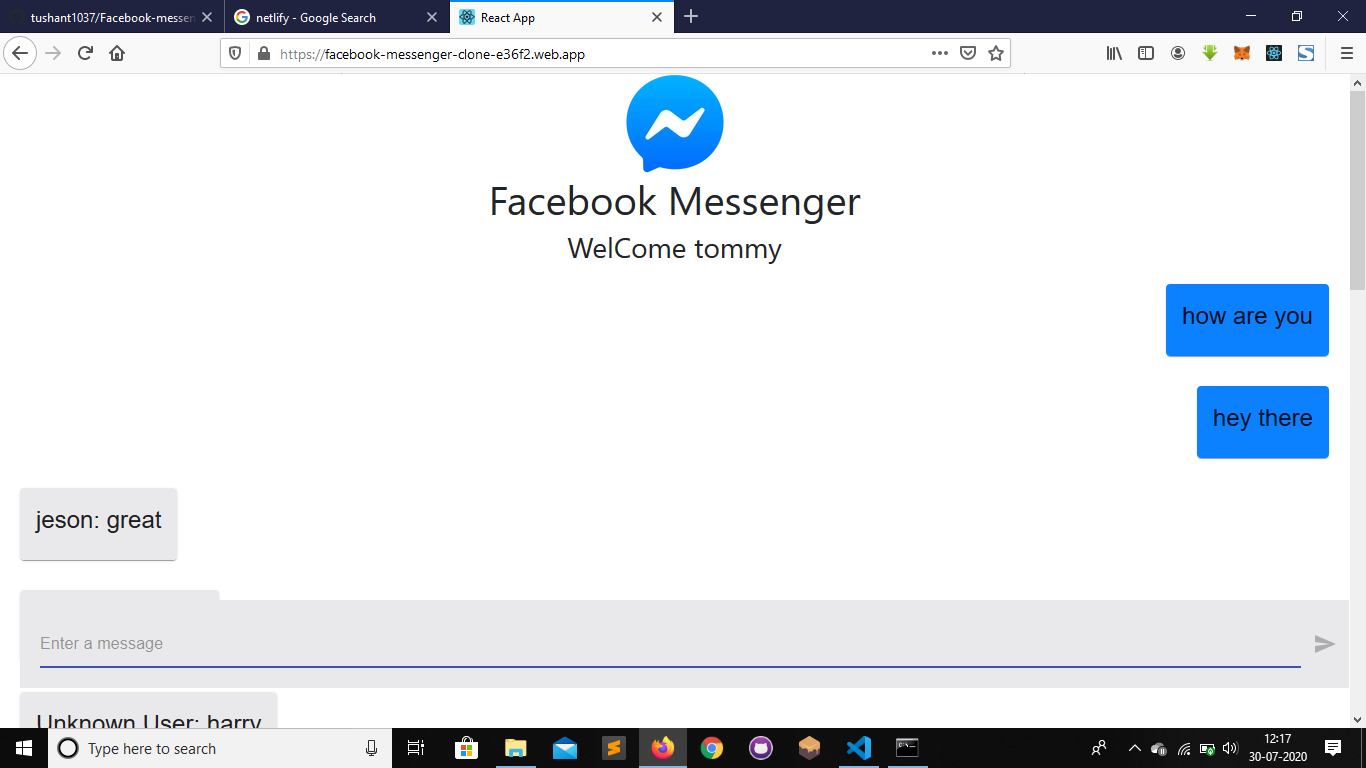 tushant1037/Facebook-messen
netlify - Google Search
React App
https://facebook-messenger-clone-e36f2.web.app
Facebook Messenger
WelCome tommy
how are you
hey there
jeson: great
Enter a message
Unknown User: harry
Type here to search
12:17
30-07-2020